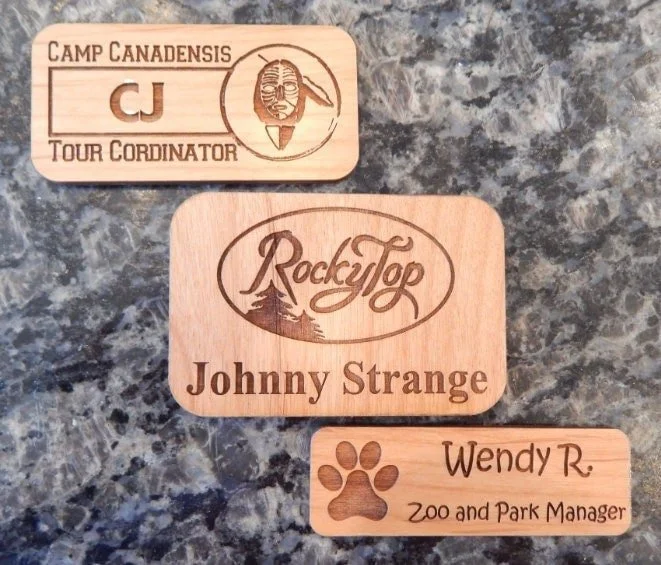 CAMP CANADENSIS
CJ
TOUR CORDINATOR
RockyTop
Johnny Strange
Wendy R.
Zoo and Park Manager